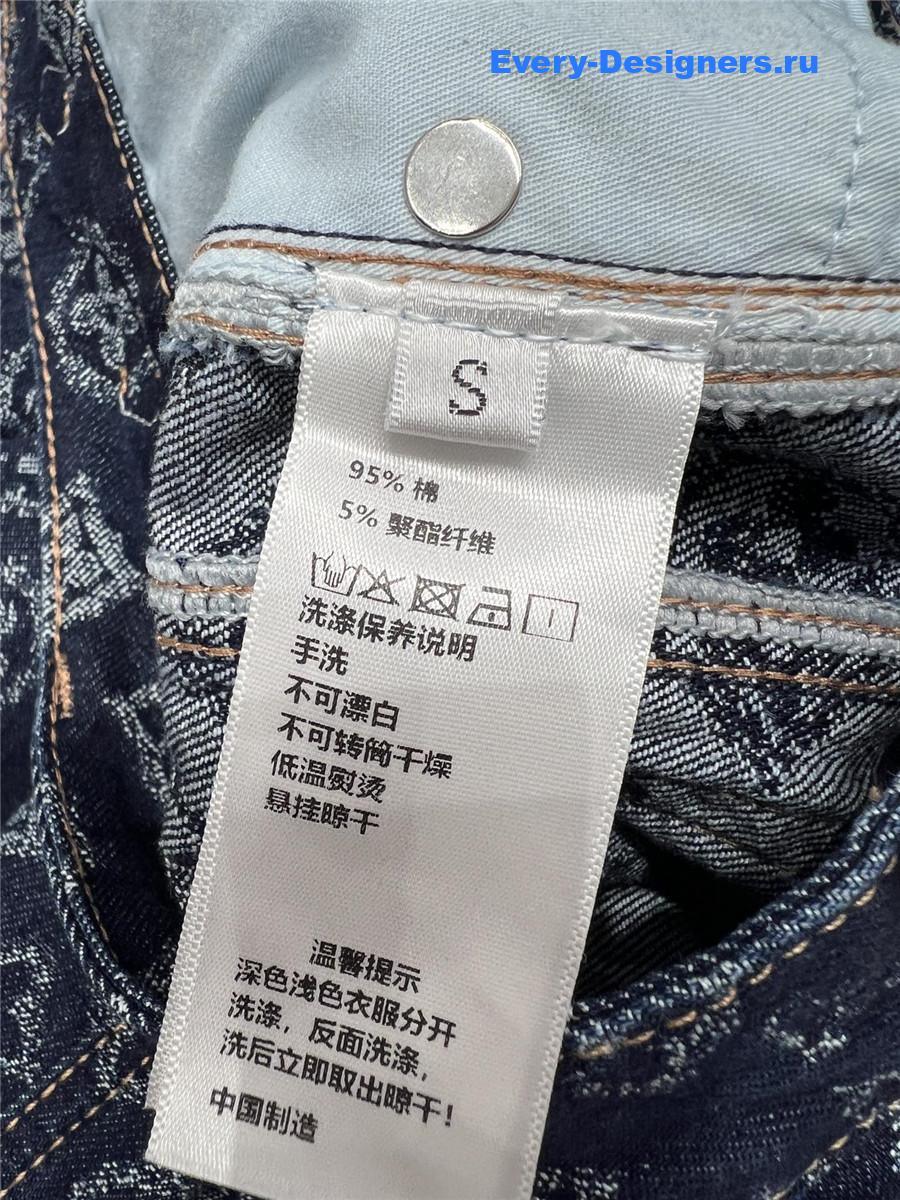 Every-Designers.ru
S
95% 棉
5% 聚酯纤维
洗涤保养说明
手洗
不可漂白
不可转筒干燥
低温熨烫
悬挂晾干
温馨提示
深色浅色衣服分开
洗涤，反面洗涤，
洗后立即取出晾干！
中国制造